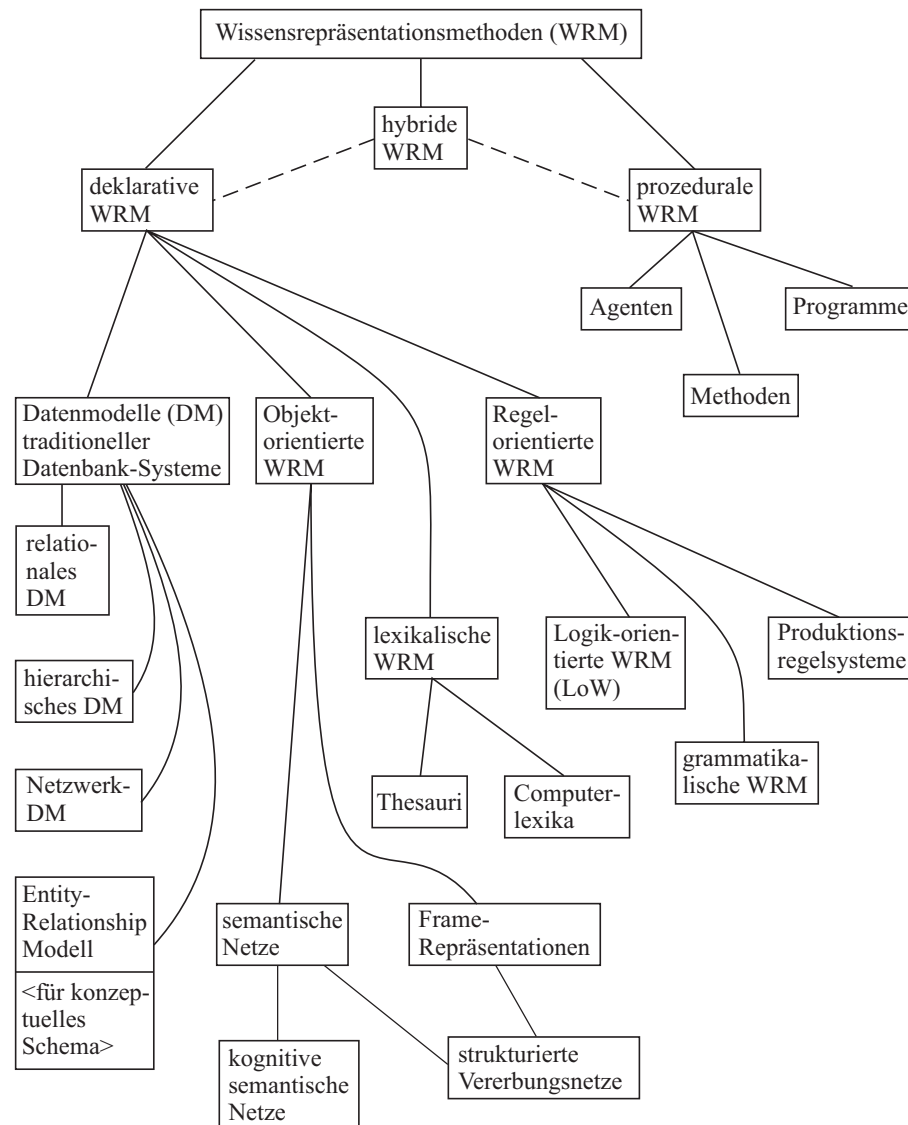 Wissensrepräsentationsmethoden (WRM)
hybride
WRM
deklarative
WRM
prozedurale
WRM
Agenten
Programme
Methoden
Datenmodelle (DM)
traditioneller
Datenbank-Systeme
Objekt-
orientierte
WRM
Regel-
orientierte
WRM
relatio-
nales
DM
hierarchi-
sches DM
Netzwerk-
DM
Entity-
Relationship
Modell
<für konzep-
tuelles
Schema>
lexikalische
WRM
Logik-orien-
tierte WRM
(LoW)
Produktions-
regelsysteme
grammatika-
lische WRM
Thesauri
Computer-
lexika
semantische
Netze
Frame-
Repräsentationen
kognitive
semantische
Netze
strukturierte
Vererbungsnetze